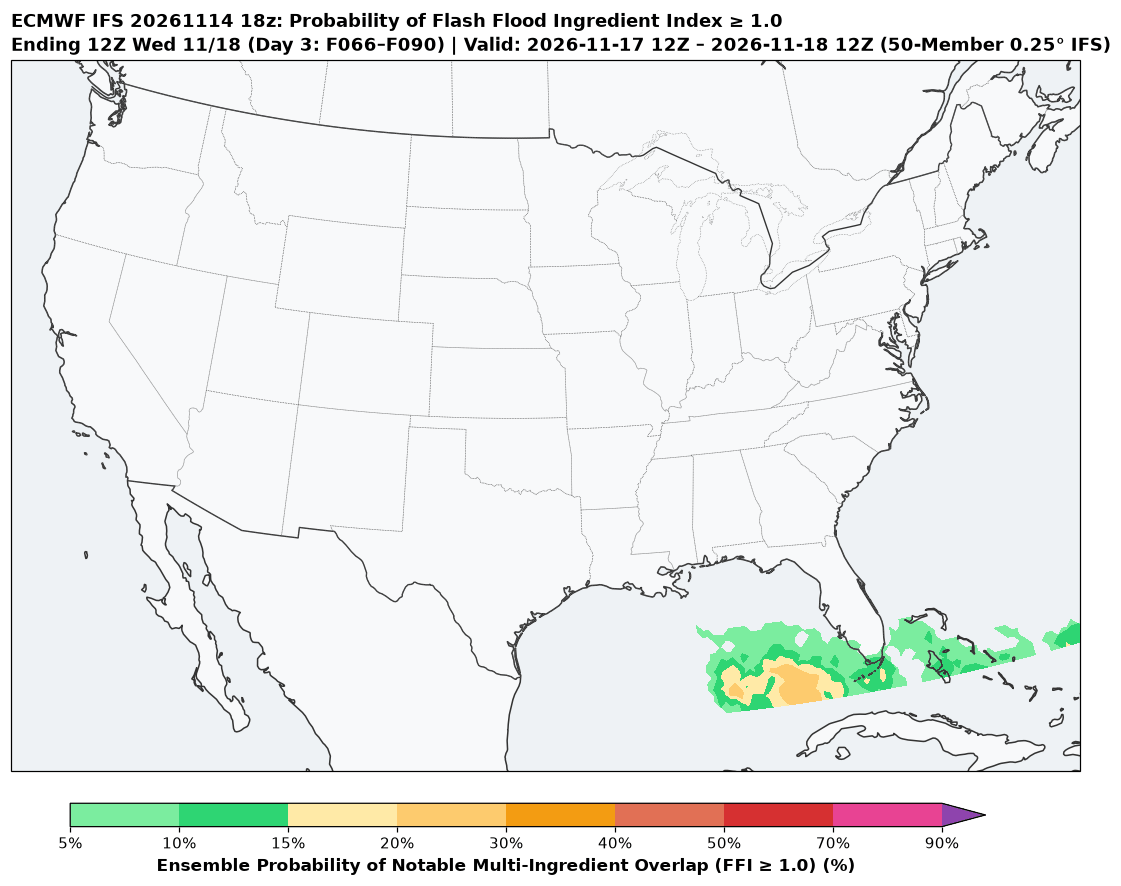 ECMWF IFS 20261114 18z: Probability of Flash Flood Ingredient Index ≥ 1.0
Ending 12Z Wed 11/18 (Day 3: F066–F090) | Valid: 2026-11-17 12Z – 2026-11-18 12Z (50-Member 0.25° IFS)
5% 10% 15% 20% 30% 40% 50% 70% 90%
Ensemble Probability of Notable Multi-Ingredient Overlap (FFI ≥ 1.0) (%)